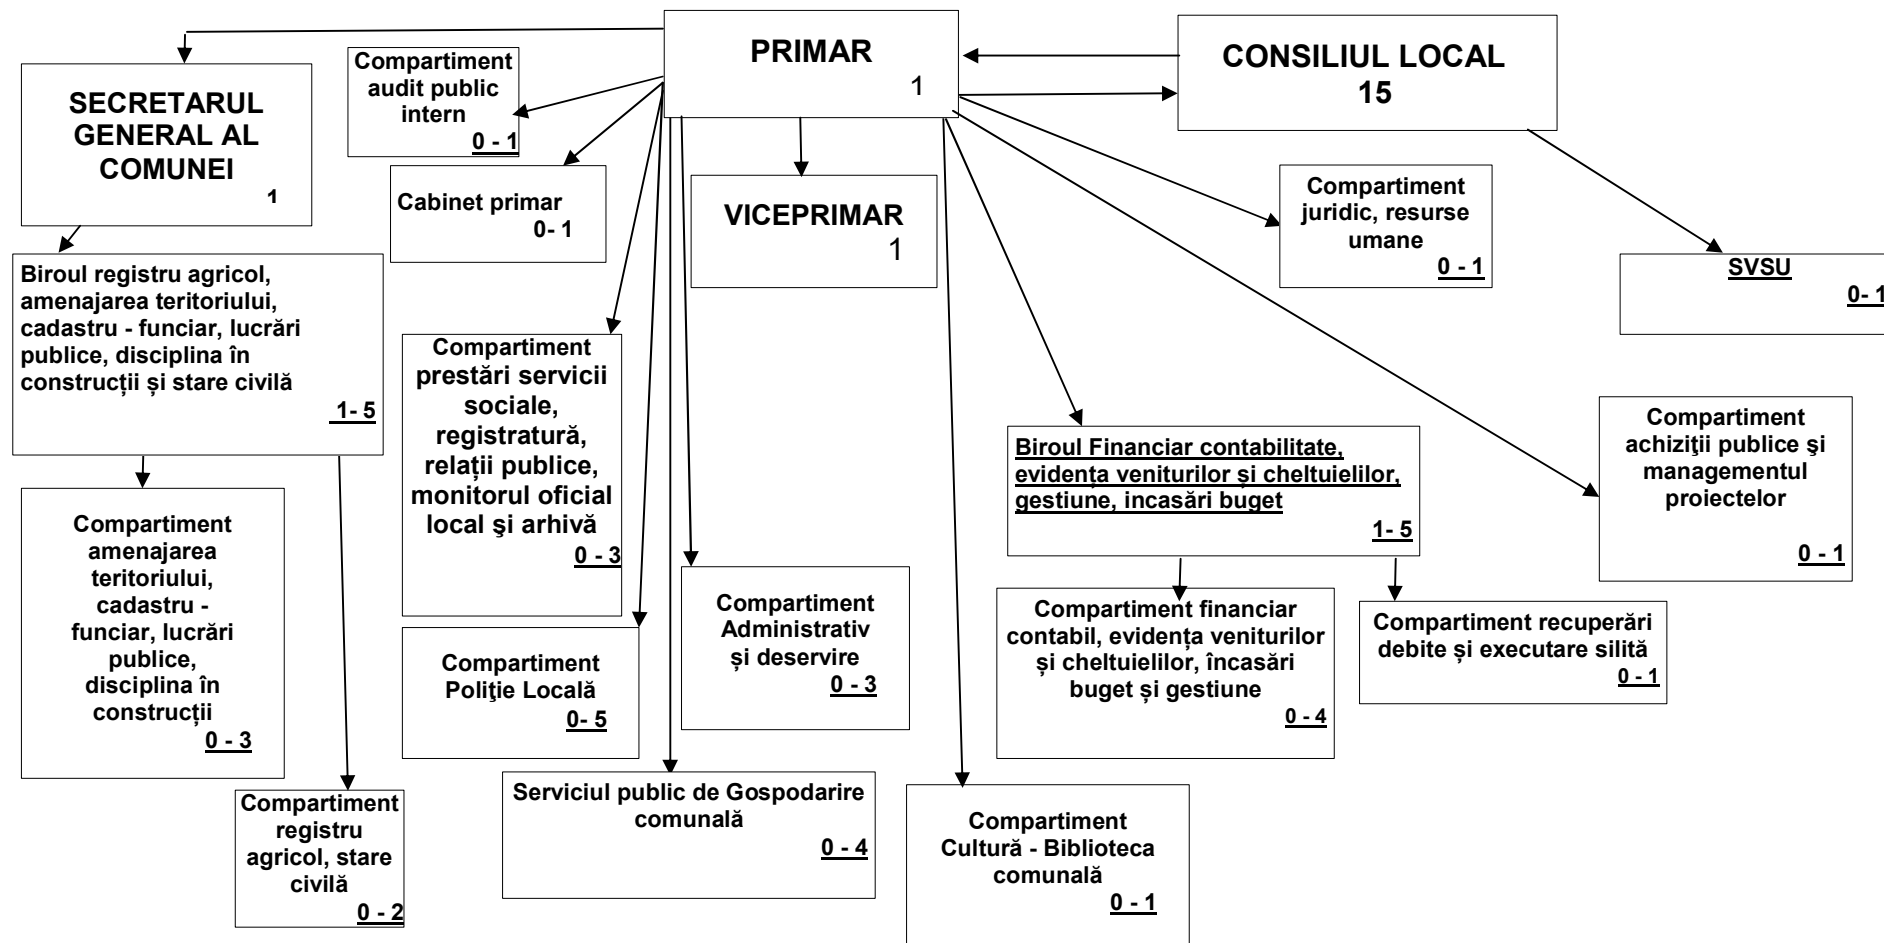 PRIMAR
1
CONSILIUL LOCAL
15
SECRETARUL
GENERAL AL
COMUNEI
1
Compartiment
audit public
intern
0 - 1
Cabinet primar
0- 1
VICEPRIMAR
1
Compartiment
juridic, resurse
umane
0 - 1
SVSU
0- 1
Biroul registru agricol,
amenajarea teritoriului,
cadastru - funciar, lucrări
publice, disciplina în
construcții și stare civilă
1- 5
Compartiment
prestări servicii
sociale,
registratură,
relații publice,
monitorul oficial
local şi arhivă
0 - 3
Biroul Financiar contabilitate,
evidența veniturilor și cheltuielilor,
gestiune, incasări buget
1- 5
Compartiment
achiziţii publice şi
managementul
proiectelor
0 - 1
Compartiment
amenajarea
teritoriului,
cadastru -
funciar, lucrări
publice,
disciplina în
construcții
0 - 3
Compartiment
Poliţie Locală
0- 5
Compartiment
Administrativ
și deservire
0 - 3
Compartiment financiar
contabil, evidența veniturilor
și cheltuielilor, încasări
buget și gestiune
0 - 4
Compartiment recuperări
debite și executare silită
0 - 1
Compartiment
registru
agricol, stare
civilă
0 - 2
Serviciul public de Gospodarire
comunală
0 - 4
Compartiment
Cultură - Biblioteca
comunală
0 - 1